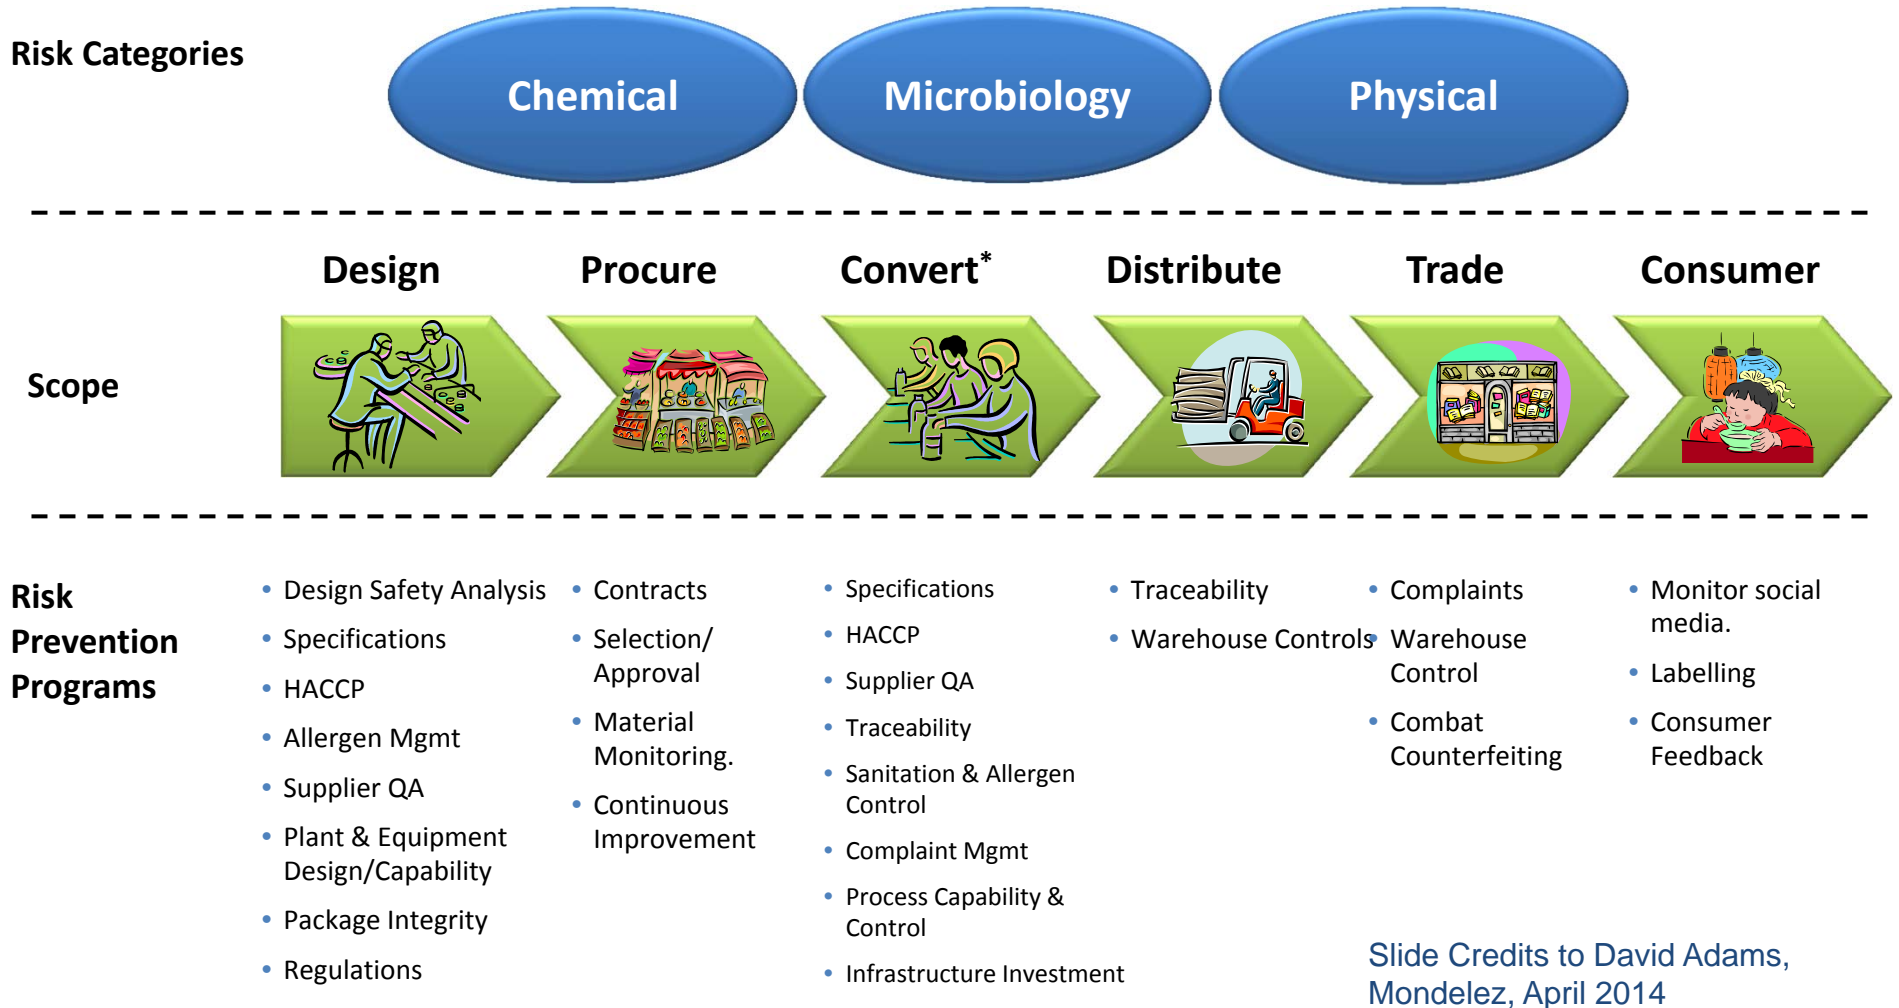 Risk Categories
Chemical
Microbiology
Physical
Design
Procure
Convert*
Distribute
Trade
Consumer
Scope
Risk
Prevention
Programs
• Design Safety Analysis
• Specifications
• HACCP
• Allergen Mgmt
• Supplier QA
• Plant & Equipment
Design/Capability
• Package Integrity
• Regulations
• Contracts
• Selection/
Approval
• Material
Monitoring.
• Continuous
Improvement
• Specifications
• HACCP
• Supplier QA
• Traceability
• Sanitation & Allergen
Control
• Complaint Mgmt
• Process Capability &
Control
• Infrastructure Investment
• Traceability
• Warehouse Controls
• Complaints
• Warehouse
Control
• Combat
Counterfeiting
• Monitor social
media.
• Labelling
• Consumer
Feedback
Slide Credits to David Adams,
Mondelez, April 2014